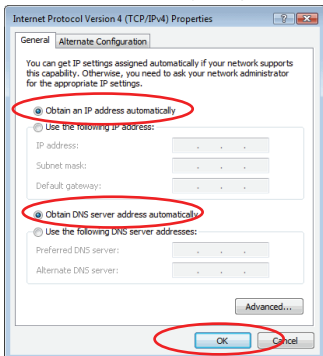 Internet Protocol Version 4 (TCP/IPv4) Properties
General Alternate Configuration
You can get IP settings assigned automatically if your network supports
this capability. Otherwise, you need to ask your network administrator
for the appropriate IP settings.
Obtain an IP address automatically
Use the following IP address:
IP address:
Subnet mask:
Default gateway:
Obtain DNS server address automatically
Use the following DNS server addresses:
Preferred DNS server:
Alternate DNS server:
Advanced...
OK Cancel